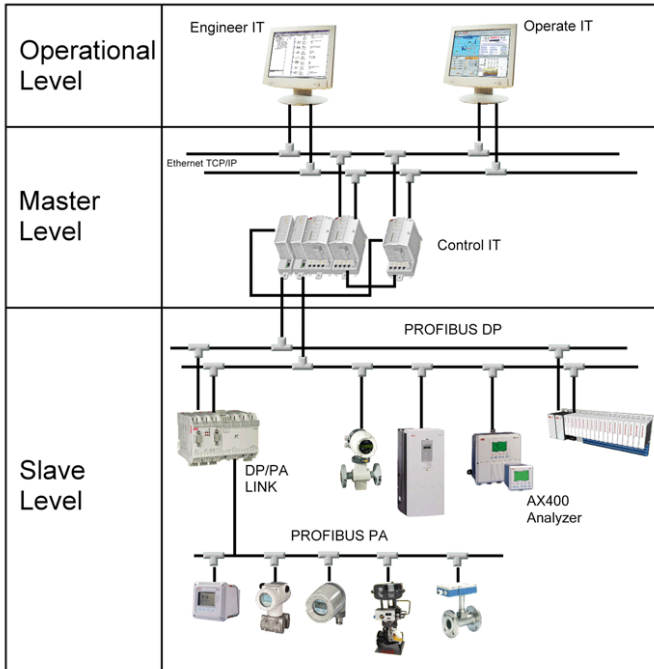 Operational
Level
Engineer IT
Operate IT
Master
Level
Ethernet TCP/IP
Control IT
Slave
Level
PROFIBUS DP
DP/PA
LINK
AX400
Analyzer
PROFIBUS PA